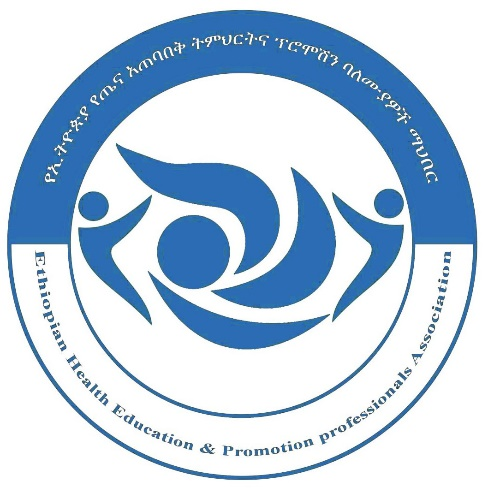 የኢትዮጵያ የጤና አጠባበቅ ትምህርትና ፕሮሞሽን ባለሙያዎች ማህበር
Ethiopian Health Education & Promotion professionals Association